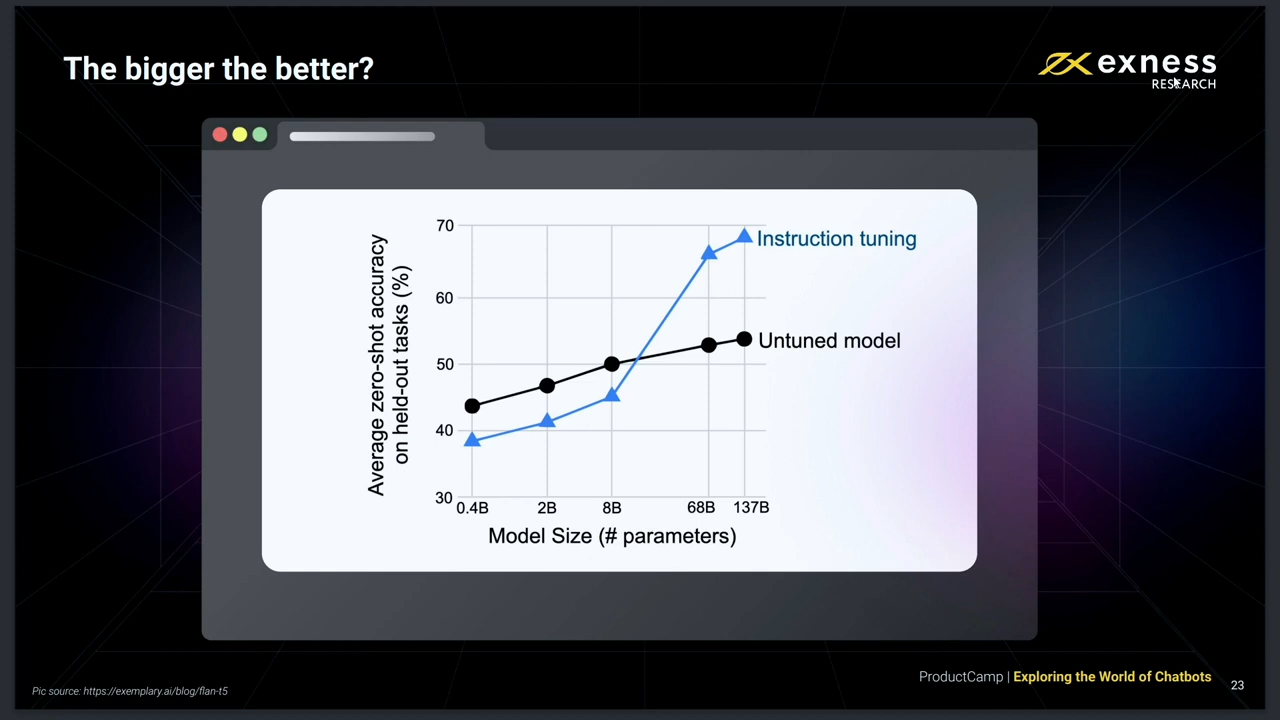 The bigger the better?
exness
RESEARCH
Average zero-shot accuracy
on held-out tasks (%)
70
60
50
40
30
Instruction tuning
Untuned model
0.4B 2B 8B 68B 137B
Model Size (# parameters)
Pic source: https://exemplary.ai/blog/flan-t5
ProductCamp | Exploring the World of Chatbots
23